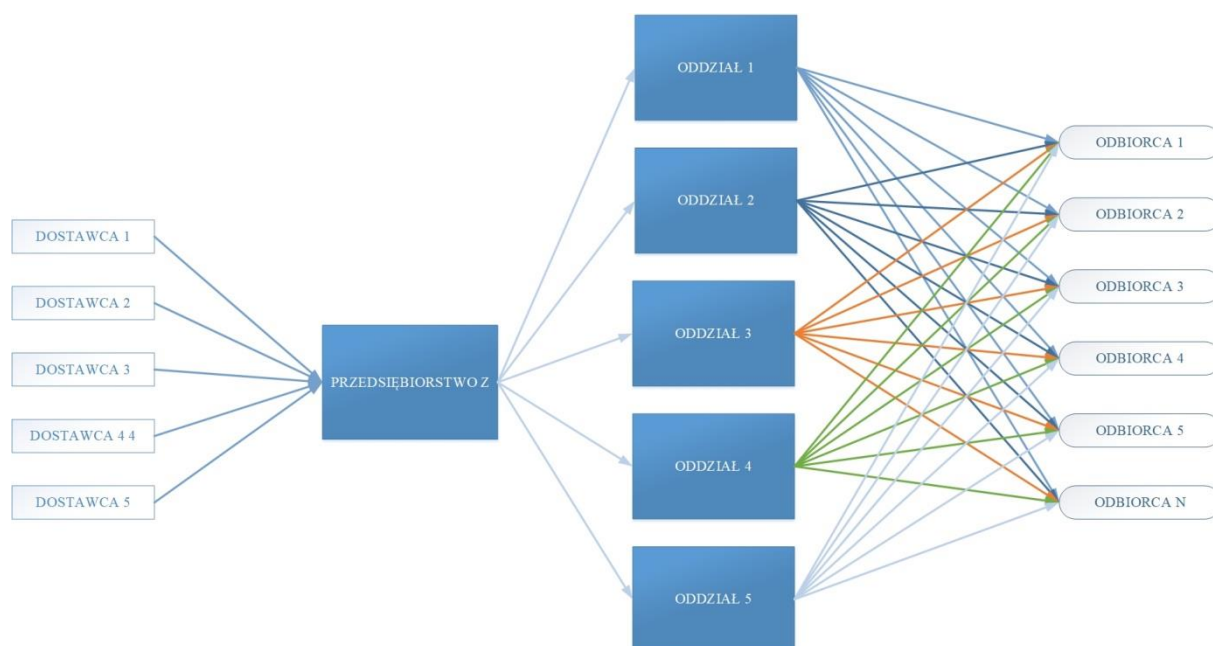 DOSTAWCA 1
DOSTAWCA 2
DOSTAWCA 3
DOSTAWCA 4 4
DOSTAWCA 5
PRZEDSIĘBIORSTWO Z
ODDZIAŁ 1
ODDZIAŁ 2
ODDZIAŁ 3
ODDZIAŁ 4
ODDZIAŁ 5
ODBIORCA 1
ODBIORCA 2
ODBIORCA 3
ODBIORCA 4
ODBIORCA 5
ODBIORCA N